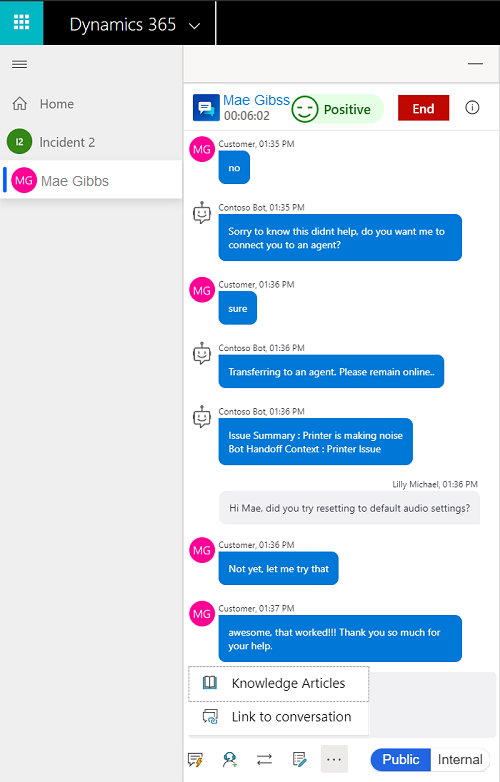 Dynamics 365
Home
I2 Incident 2
MG Mae Gibbs
Mae Gibss
00:06:02
Positive
End
Customer, 01:35 PM
MG
no
Contoso Bot, 01:35 PM
Sorry to know this didnt help, do you want me to
connect you to an agent?
Customer, 01:36 PM
MG
sure
Contoso Bot, 01:36 PM
Transferring to an agent. Please remain online..
Contoso Bot, 01:36 PM
Issue Summary : Printer is making noise
Bot Handoff Context : Printer Issue
Lilly Michael, 01:36 PM
Hi Mae, did you try resetting to default audio settings?
Customer, 01:36 PM
MG
Not yet, let me try that
Customer, 01:37 PM
MG
awesome, that worked!!! Thank you so much for
your help.
Knowledge Articles
Link to conversation
Public Internal